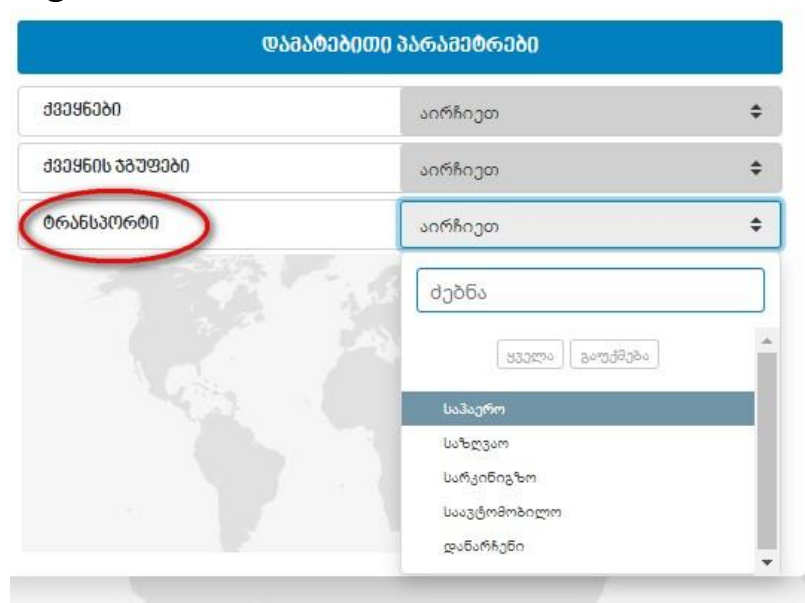 დამატებითი პარამეტრები
ქვეყნები
აირჩიეთ
ქვეყნის ჯგუფები
აირჩიეთ
ტრანსპორტი
აირჩიეთ
ძებნა
ყველა გაუქმება
საჰაერო
საზღვაო
სარკინიგზო
საავტომობილო
დანარჩენი